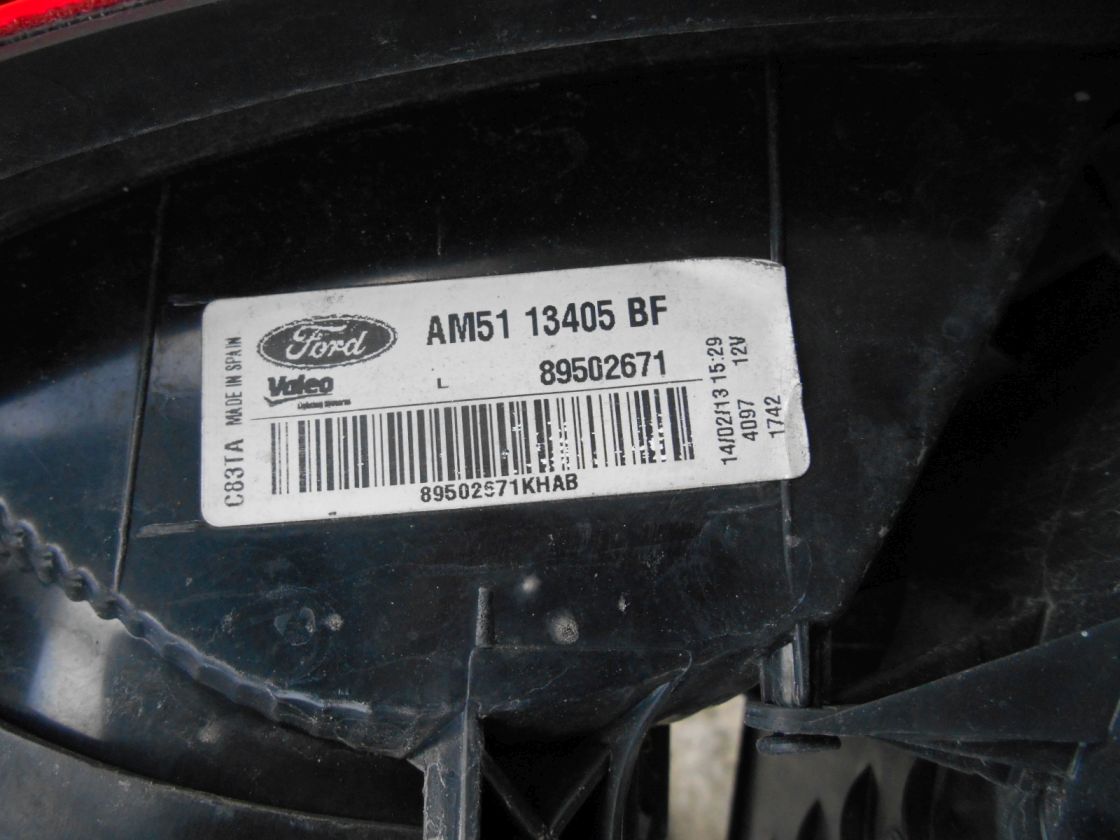 Ford
AM51 13405 BF
Valeo
L
89502671
89502671KHAB
C83TA MADE IN SPAIN
14/02/13 15:29
4097 12V
1742